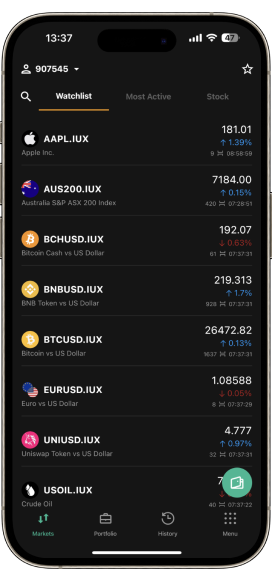 13:37
47
907545
Watchlist Most Active Stock
AAPL.IUX 181.01
↑ 1.39%
Apple Inc. 9 08:58:59
AUS200.IUX 7184.00
↑ 0.15%
Australia S&P ASX 200 Index 420 07:28:51
BCHUSD.IUX 192.07
↓ 0.63%
Bitcoin Cash vs US Dollar 61 07:37:31
BNBUSD.IUX 219.313
↑ 1.7%
BNB Token vs US Dollar 928 07:37:31
BTCUSD.IUX 26472.82
↑ 0.13%
Bitcoin vs US Dollar 1637 07:37:31
EURUSD.IUX 1.08588
↓ 0.05%
Euro vs US Dollar 8 07:37:29
UNIUSD.IUX 4.777
↑ 0.97%
Uniswap Token vs US Dollar 32 07:37:31
USOIL.IUX
Crude Oil 40 07:37:22
Markets Portfolio History Menu